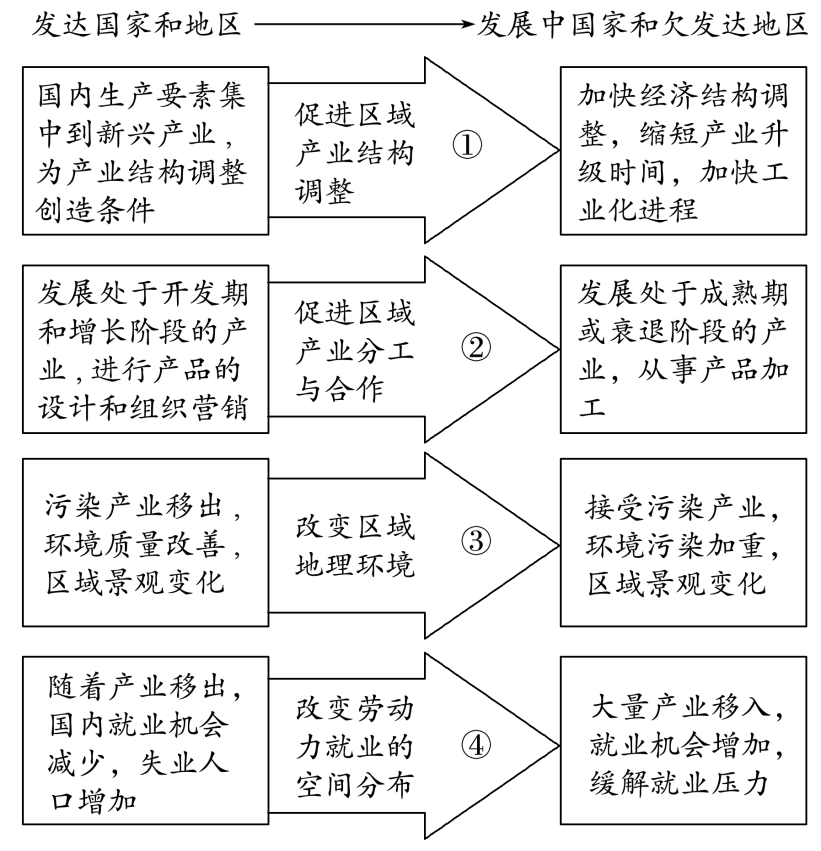 发达国家和地区
发展中国家和欠发达地区
国内生产要素集
中到新兴产业,
为产业结构调整
创造条件
促进区域
产业结构
调整
①
加快经济结构调
整，缩短产业升
级时间，加快工
业化进程
发展处于开发期
和增长阶段的产
业,进行产品的
设计和组织营销
促进区域
产业分工
与合作
②
发展处于成熟期
或衰退阶段的产
业，从事产品加
工
污染产业移出,
环境质量改善,
区域景观变化
改变区域
地理环境
③
接受污染产业，
环境污染加重，
区域景观变化
随着产业移出，
国内就业机会
减少，失业人
口增加
改变劳动
力就业的
空间分布
④
大量产业移入，
就业机会增加，
缓解就业压力